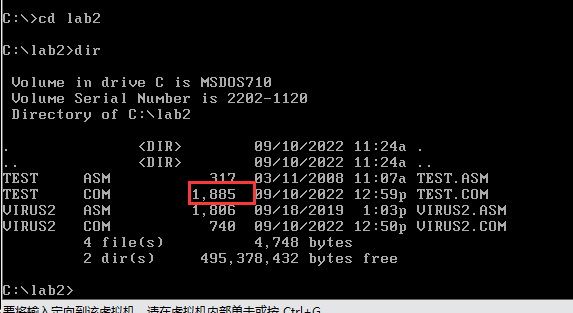 C:\>cd lab2
C:\lab2>dir
Volume in drive C is MSDOS710
Volume Serial Number is 2202-1120
Directory of C:\lab2
. <DIR> 09/10/2022 11:24a .
.. <DIR> 09/10/2022 11:24a ..
TEST ASM 317 03/11/2008 11:07a TEST.ASM
TEST COM 1,885 09/10/2022 12:59p TEST.COM
VIRUS2 ASM 1,806 09/18/2019 1:03p VIRUS2.ASM
VIRUS2 COM 740 09/10/2022 12:50p VIRUS2.COM
4 file(s) 4,748 bytes
2 dir(s) 495,378,432 bytes free
C:\lab2>
要将输入定向到该虚拟机，请在虚拟机内部单击或按 Ctrl+G